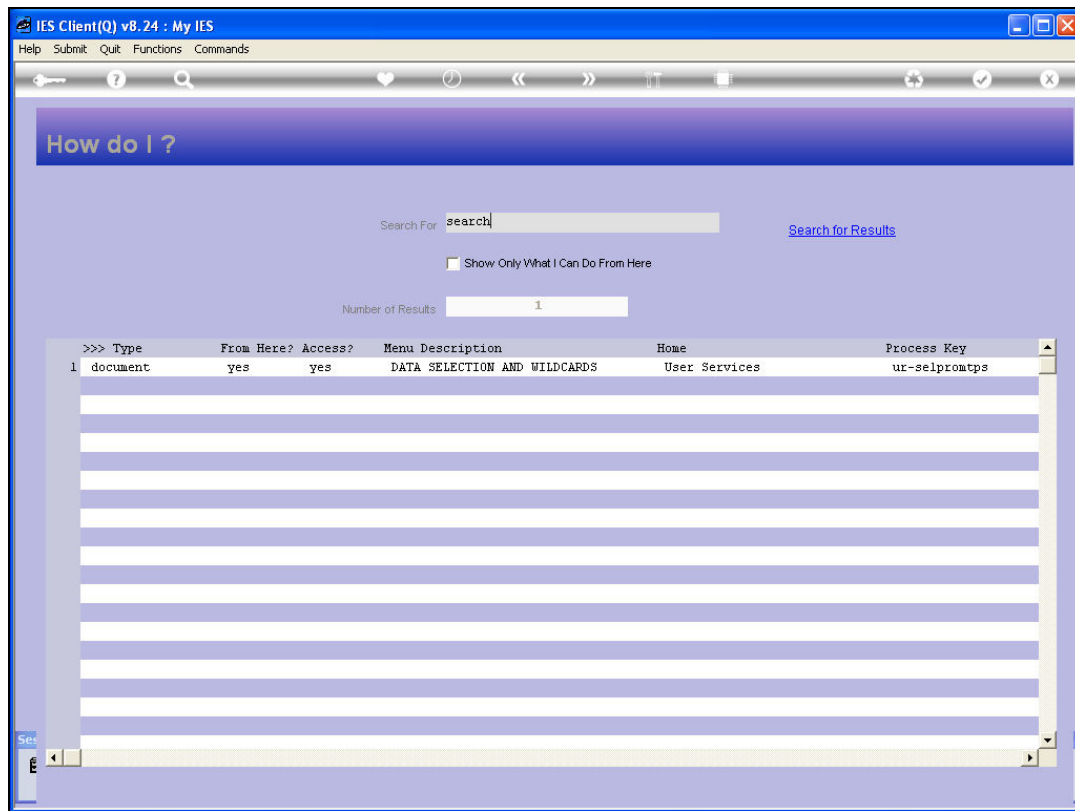 IES Client(Q) v8.24 : My IES
Help Submit Quit Functions Commands
How do I ?
Search For search
Search for Results
Show Only What I Can Do From Here
Number of Results 1
>>> Type From Here? Access? Menu Description Home Process Key
1 document yes yes DATA SELECTION AND WILDCARDS User Services ur-selpromtps
Ses